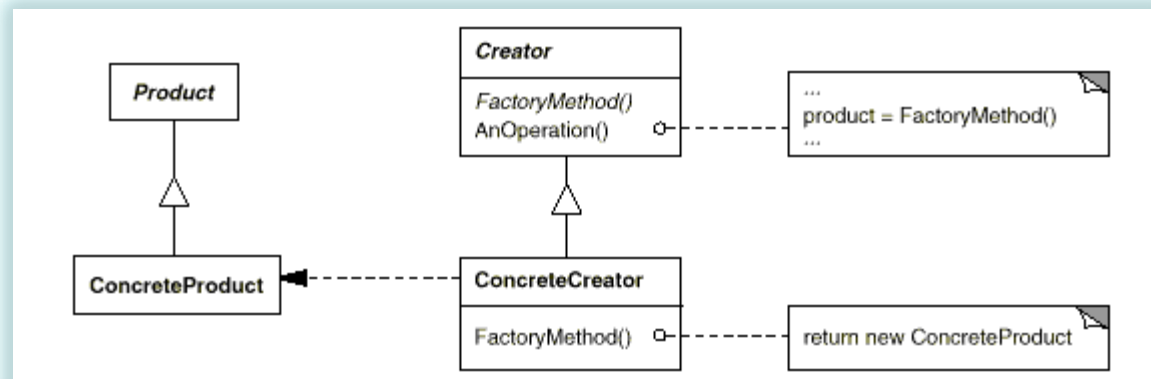 Product
ConcreteProduct
Creator
FactoryMethod()
AnOperation()
...
product = FactoryMethod()
...
ConcreteCreator
FactoryMethod()
return new ConcreteProduct